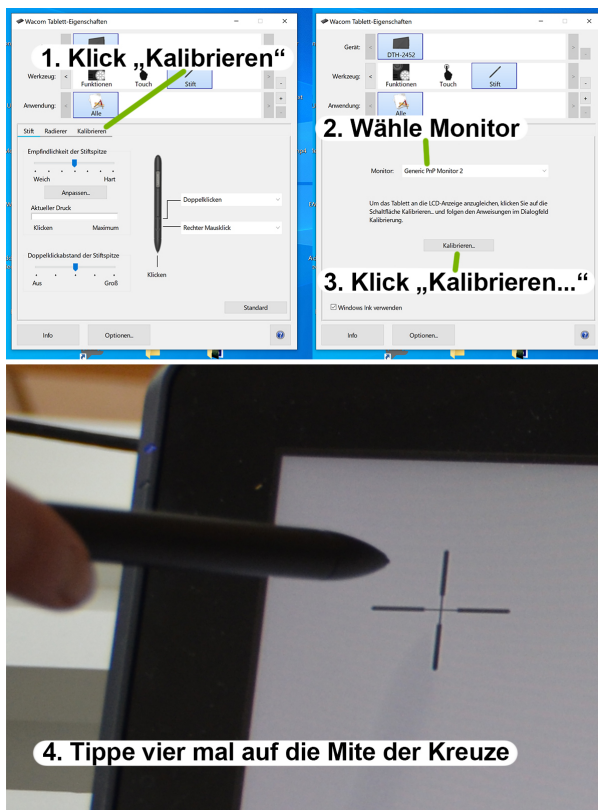 Wacom Tablett-Eigenschaften
1. Klick „Kalibrieren“
Werkzeug:
Funktionen
Touch
Stift
Anwendung:
Alle
Stift
Radierer
Kalibrieren
Empfindlichkeit der Stiftspitze
Weich
Hart
Anpassen...
Aktueller Druck
Klicken
Maximum
Doppelklickabstand der Stiftspitze
Aus
Groß
Doppelklicken
Rechter Mausklick
Klicken
Standard
Info
Optionen...
Wacom Tablett-Eigenschaften
Gerät:
DTH-2452
Werkzeug:
Funktionen
Touch
Stift
Anwendung:
Alle
2. Wähle Monitor
Monitor:
Generic PnP Monitor 2
Um das Tablett an die LCD-Anzeige anzugleichen, klicken Sie auf die
Schaltfläche Kalibrieren... und folgen den Anweisungen im Dialogfeld
Kalibrierung.
Kalibrieren...
3. Klick „Kalibrieren...“
Windows Ink verwenden
Info
Optionen...
4. Tippe vier mal auf die Mite der Kreuze